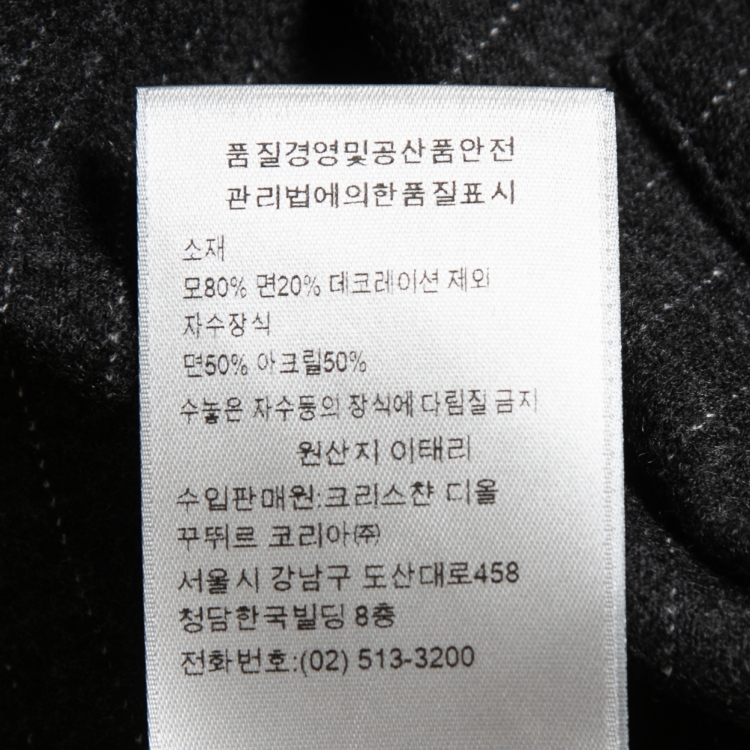 품질경영및공산품안전
관리법에의한품질표시
소재
모80% 면20% 데코레이션 제외
자수장식
면50% 아크릴50%
수놓은 자수등의 장식에 다림질 금지
원산지 이태리
수입판매원:크리스챤 디올
꾸뛰르 코리아㈜
서울시 강남구 도산대로458
청담한국빌딩 8층
전화번호:(02) 513-3200